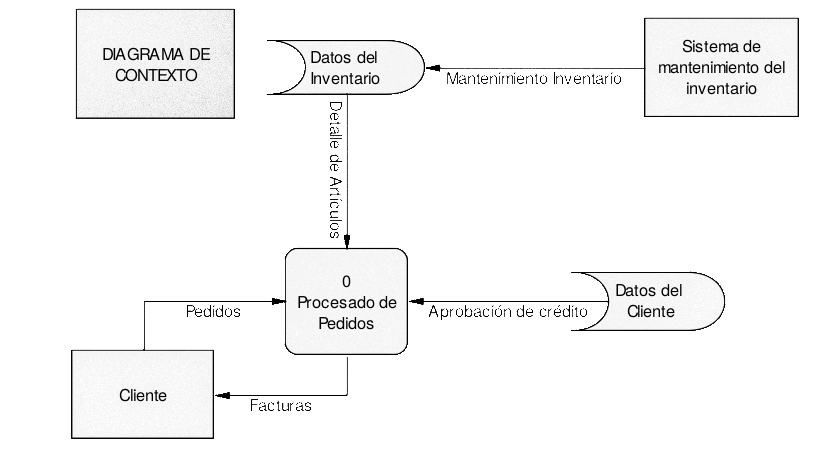 DIAGRAMA DE
CONTEXTO
Datos del
Inventario
Mantenimiento Inventario
Sistema de
mantenimiento del
inventario
Detalle de Artículos
0
Procesado de
Pedidos
Pedidos
Aprobación de crédito
Datos del
Cliente
Cliente
Facturas